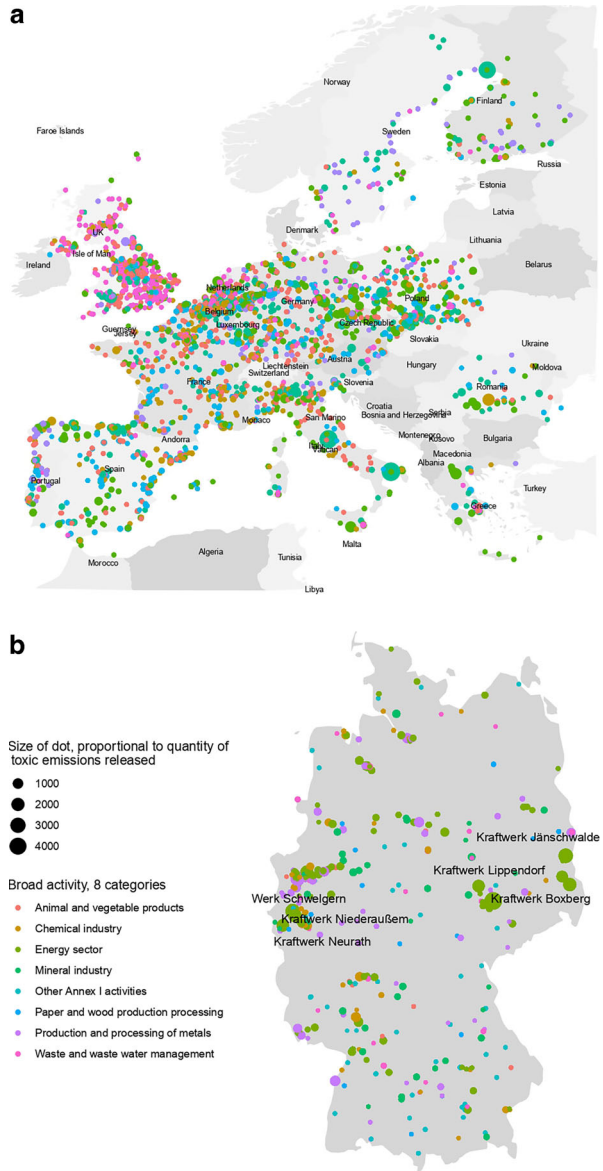 a
Norway
Finland
Faroe Islands
Sweden
Russia
Estonia
Latvia
Denmark
Lithuania
UK
Isle of Man
Ireland
Belarus
Netherlands
Germany
Poland
Belgium
Luxembourg
Czech Republic
Guernsey
Jersey
Slovakia
Ukraine
Austria
Liechtenstein
Switzerland
Hungary
Moldova
France
Slovenia
Romania
Croatia
Bosnia and Herzegovina
Serbia
San Marino
Monaco
Andorra
Italy
Vatican
Montenegro
Kosovo
Bulgaria
Macedonia
Albania
Spain
Portugal
Turkey
Greece
Malta
Algeria
Tunisia
Morocco
Libya
b
Size of dot, proportional to quantity of
toxic emissions released
1000
2000
3000
4000
Broad activity, 8 categories
Animal and vegetable products
Chemical industry
Energy sector
Mineral industry
Other Annex I activities
Paper and wood production processing
Production and processing of metals
Waste and waste water management
Kraftwerk Jänschwalde
Kraftwerk Lippendorf
Werk Schwelgern
Kraftwerk Boxberg
Kraftwerk Niederaußem
Kraftwerk Neurath